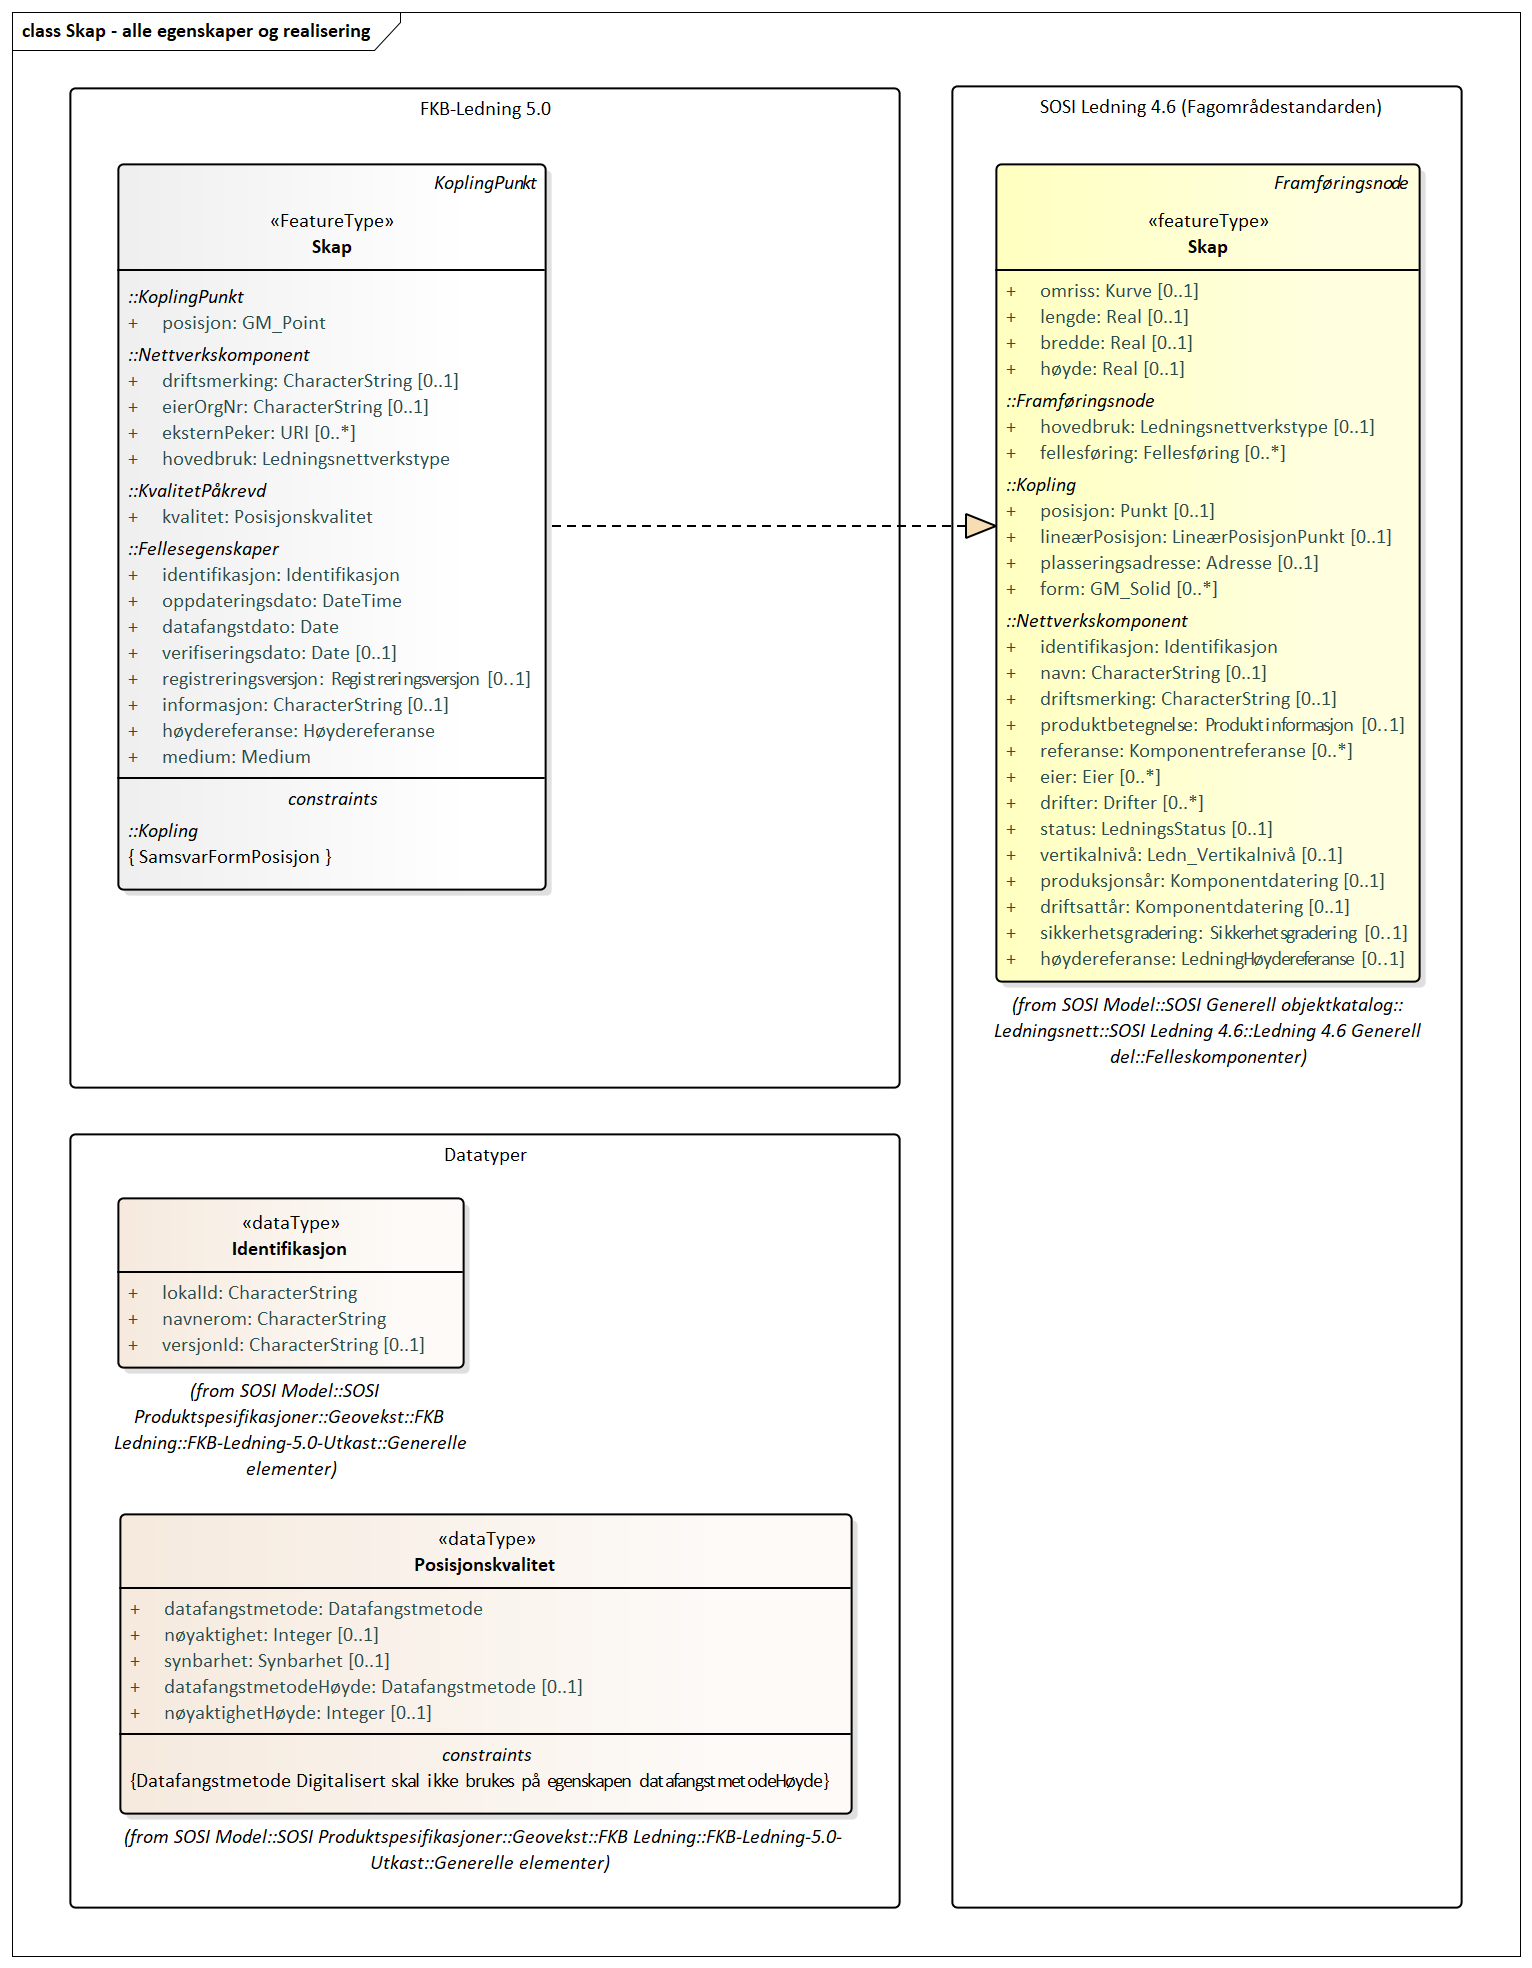 class Skap - alle egenskaper og realisering
FKB-Ledning 5.0
KoplingPunkt
«FeatureType»
Skap
::KoplingPunkt
+ posisjon: GM_Point
::Nettverkskomponent
+ driftsmerking: CharacterString [0..1]
+ eierOrgNr: CharacterString [0..1]
+ eksternPeker: URI [0..*]
+ hovedbruk: Ledningsnettverkstype
::KvalitetPåkrevd
+ kvalitet: Posisjonskvalitet
::Fellesegenskaper
+ identifikasjon: Identifikasjon
+ oppdateringsdato: DateTime
+ datafangstdato: Date
+ verifiseringsdato: Date [0..1]
+ registreringsversjon: Registreringsversjon [0..1]
+ informasjon: CharacterString [0..1]
+ høydereferanse: Høydereferanse
+ medium: Medium
constraints
::Kopling
{ SamsvarFormPosisjon }
SOSI Ledning 4.6 (Fagområdestandarden)
Framføringsnode
«featureType»
Skap
+ omriss: Kurve [0..1]
+ lengde: Real [0..1]
+ bredde: Real [0..1]
+ høyde: Real [0..1]
::Framføringsnode
+ hovedbruk: Ledningsnettverkstype [0..1]
+ fellesføring: Fellesføring [0..*]
::Kopling
+ posisjon: Punkt [0..1]
+ lineærPosisjon: LineærPosisjonPunkt [0..1]
+ plasseringsadresse: Adresse [0..1]
+ form: GM_Solid [0..*]
::Nettverkskomponent
+ identifikasjon: Identifikasjon
+ navn: CharacterString [0..1]
+ driftsmerking: CharacterString [0..1]
+ produktbetegnelse: Produktinformasjon [0..1]
+ referanse: Komponentreferanse [0..*]
+ eier: Eier [0..*]
+ drifter: Drifter [0..*]
+ status: LedningsStatus [0..1]
+ vertikalnivå: Ledn_Vertikalnivå [0..1]
+ produksjonsår: Komponentdatering [0..1]
+ driftsattår: Komponentdatering [0..1]
+ sikkerhetsgradering: Sikkerhetsgradering [0..1]
+ høydereferanse: LedningHøydereferanse [0..1]
(from SOSI Model::SOSI Generell objektkatalog::
Ledningsnett::SOSI Ledning 4.6::Ledning 4.6 Generell
del::Felleskomponenter)
Datatyper
«dataType»
Identifikasjon
+ lokalId: CharacterString
+ navnerom: CharacterString
+ versjonId: CharacterString [0..1]
(from SOSI Model::SOSI
Produktspesifikasjoner::Geovekst::FKB
Ledning::FKB-Ledning-5.0-Utkast::Generelle
elementer)
«dataType»
Posisjonskvalitet
+ datafangstmetode: Datafangstmetode
+ nøyaktighet: Integer [0..1]
+ synbarhet: Synbarhet [0..1]
+ datafangstmetodeHøyde: Datafangstmetode [0..1]
+ nøyaktighetHøyde: Integer [0..1]
constraints
{Datafangstmetode Digitalisert skal ikke brukes på egenskapen datafangstmetodeHøyde}
(from SOSI Model::SOSI Produktspesifikasjoner::Geovekst::FKB Ledning::FKB-Ledning-5.0-
Utkast::Generelle elementer)